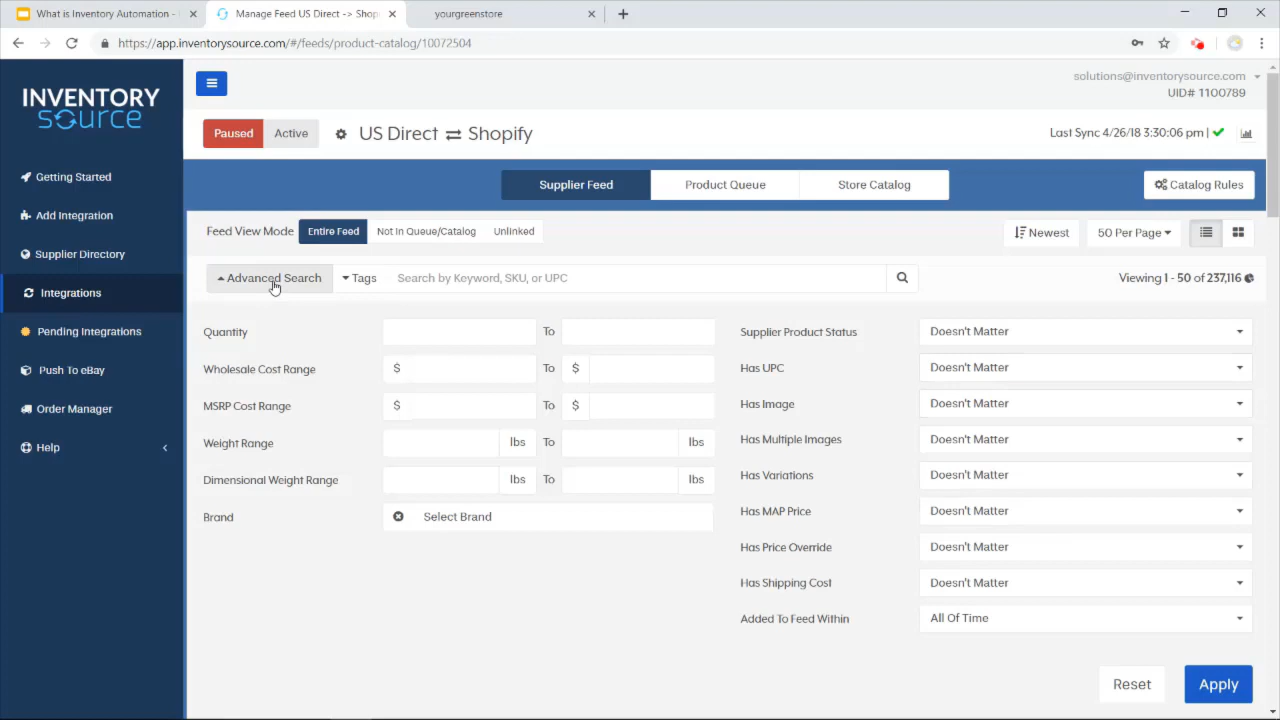 What is Inventory Automation -
Manage Feed US Direct -> Shopi
yourgreenstore
https://app.inventorysource.com/#/feeds/product-catalog/10072504
INVENTORY
source
Getting Started
Add Integration
Supplier Directory
Integrations
Pending Integrations
Push To eBay
Order Manager
Help
solutions@inventorysource.com
UID# 1100789
Paused
Active
US Direct ⇌ Shopify
Last Sync 4/26/18 3:30:06 pm |
Supplier Feed
Product Queue
Store Catalog
Catalog Rules
Feed View Mode
Entire Feed
Not In Queue/Catalog
Unlinked
Newest
50 Per Page
Advanced Search
Tags
Search by Keyword, SKU, or UPC
Viewing 1 - 50 of 237,116
Quantity
To
Wholesale Cost Range
$ To $
MSRP Cost Range
$ To $
Weight Range
lbs To lbs
Dimensional Weight Range
lbs To lbs
Brand
Select Brand
Supplier Product Status
Doesn't Matter
Has UPC
Doesn't Matter
Has Image
Doesn't Matter
Has Multiple Images
Doesn't Matter
Has Variations
Doesn't Matter
Has MAP Price
Doesn't Matter
Has Price Override
Doesn't Matter
Has Shipping Cost
Doesn't Matter
Added To Feed Within
All Of Time
Reset
Apply